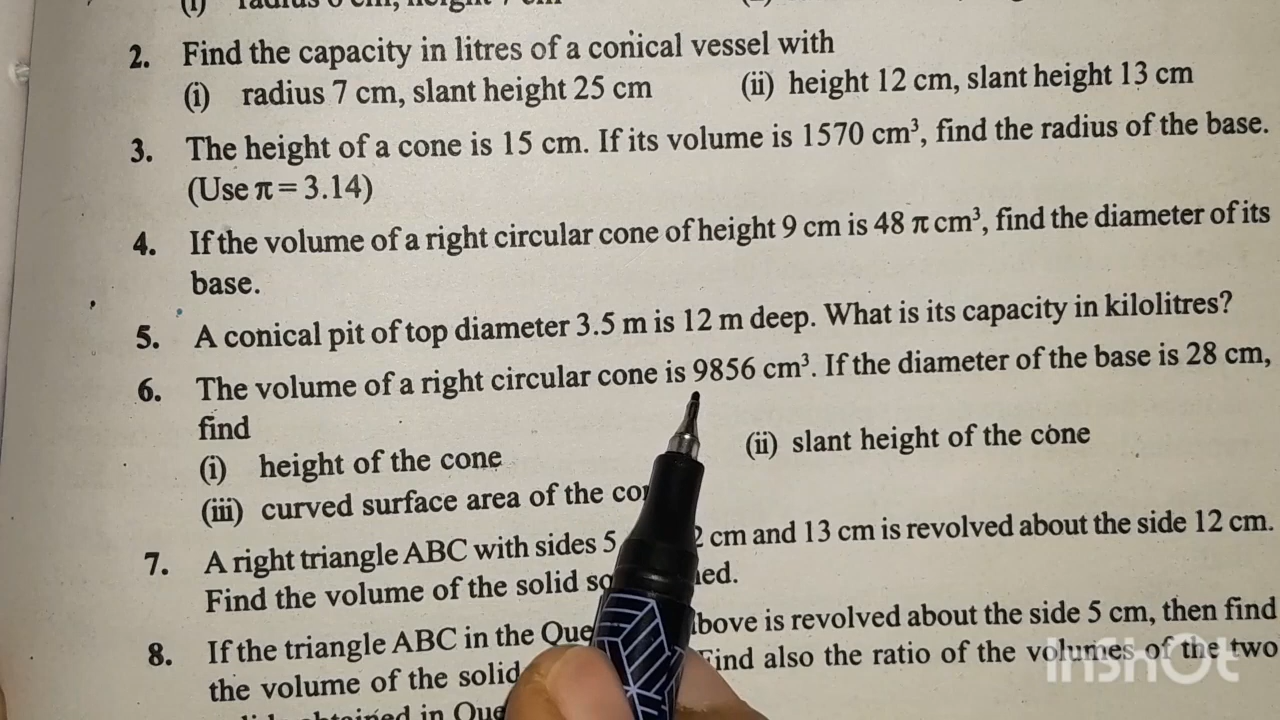 2. Find the capacity in litres of a conical vessel with
(i) radius 7 cm, slant height 25 cm (ii) height 12 cm, slant height 13 cm
3. The height of a cone is 15 cm. If its volume is 1570 cm³, find the radius of the base.
(Use π = 3.14)
4. If the volume of a right circular cone of height 9 cm is 48 π cm³, find the diameter of its
base.
5. A conical pit of top diameter 3.5 m is 12 m deep. What is its capacity in kilolitres?
6. The volume of a right circular cone is 9856 cm³. If the diameter of the base is 28 cm,
find
(i) height of the cone (ii) slant height of the cone
(iii) curved surface area of the
7. A right triangle ABC with sides 5 cm and 13 cm is revolved about the side 12 cm.
Find the volume of the solid
8. If the triangle ABC in the above is revolved about the side 5 cm, then find
the volume of the solid Find also the ratio of the volumes of the two
in
InShOt